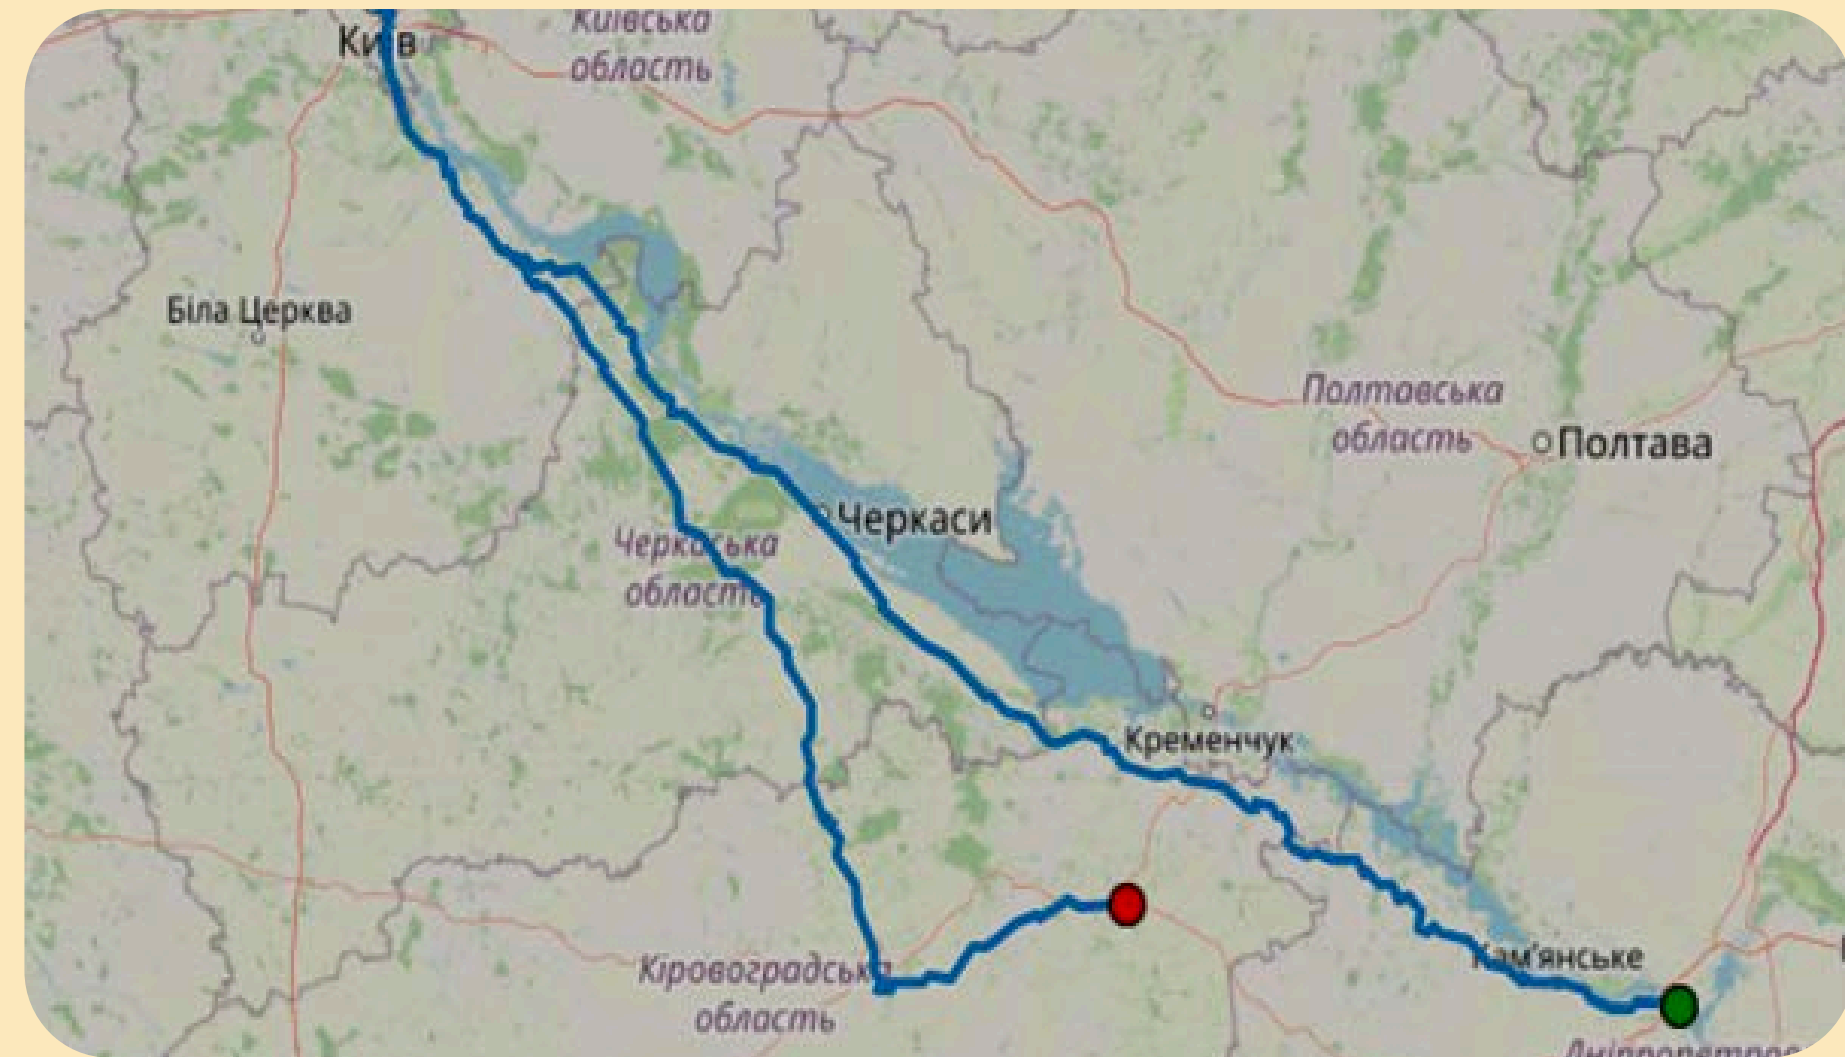 Київська
область
Київ
Біла Церква
Полтавська
область
Полтава
Черкаси
Черкаська
область
Кременчук
Кам'янське
Кіровоградська
область